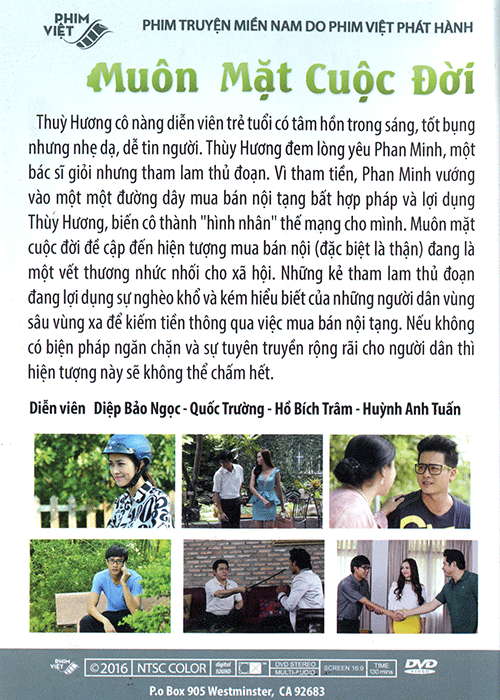 PHIM
VIỆT
PHIM TRUYỆN MIỀN NAM DO PHIM VIỆT PHÁT HÀNH
Muôn Mặt Cuộc Đời
Thuỳ Hương cô nàng diễn viên trẻ tuổi có tâm hồn trong sáng, tốt bụng
nhưng nhẹ dạ, dễ tin người. Thùy Hương đem lòng yêu Phan Minh, một
bác sĩ giỏi nhưng tham lam thủ đoạn. Vì tham tiền, Phan Minh vướng
vào một một đường dây mua bán nội tạng bất hợp pháp và lợi dụng
Thùy Hương, biến cô thành "hình nhân" thế mạng cho mình. Muôn mặt
cuộc đời đề cập đến hiện tượng mua bán nội (đặc biệt là thận) đang là
một vết thương nhức nhối cho xã hội. Những kẻ tham lam thủ đoạn
đang lợi dụng sự nghèo khổ và kém hiểu biết của những người dân vùng
sâu vùng xa để kiếm tiền thông qua việc mua bán nội tạng. Nếu không
có biện pháp ngăn chặn và sự tuyên truyền rộng rãi cho người dân thì
hiện tượng này sẽ không thể chấm hết.
Diễn viên Diệp Bảo Ngọc - Quốc Trường - Hồ Bích Trâm - Huỳnh Anh Tuấn
PHIM
VIỆT
©2016 NTSC COLOR digital SOUND DVD STEREO MULTI-AUDIO SCREEN 16:9 TIME 130 mins DVD VIDEO
P.o Box 905 Westminster, CA 92683